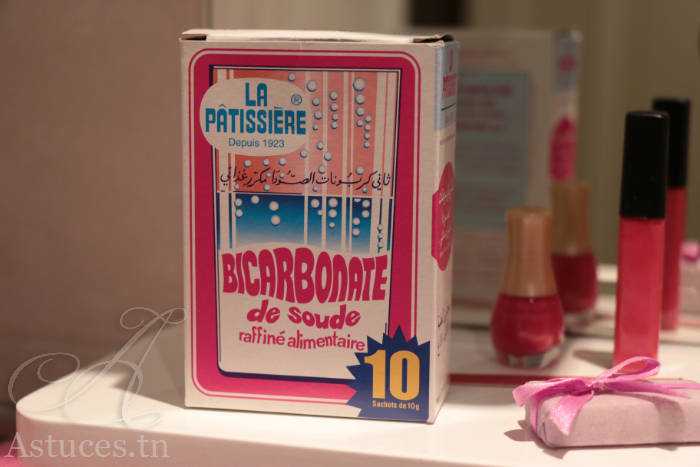 LA
PÂTISSIÈRE ®
Depuis 1923
ثاني كربونات الصودا مكرر غذائي
BICARBONATE
de soude
raffiné alimentaire
10
Sachets de 10g
Astuces.tn